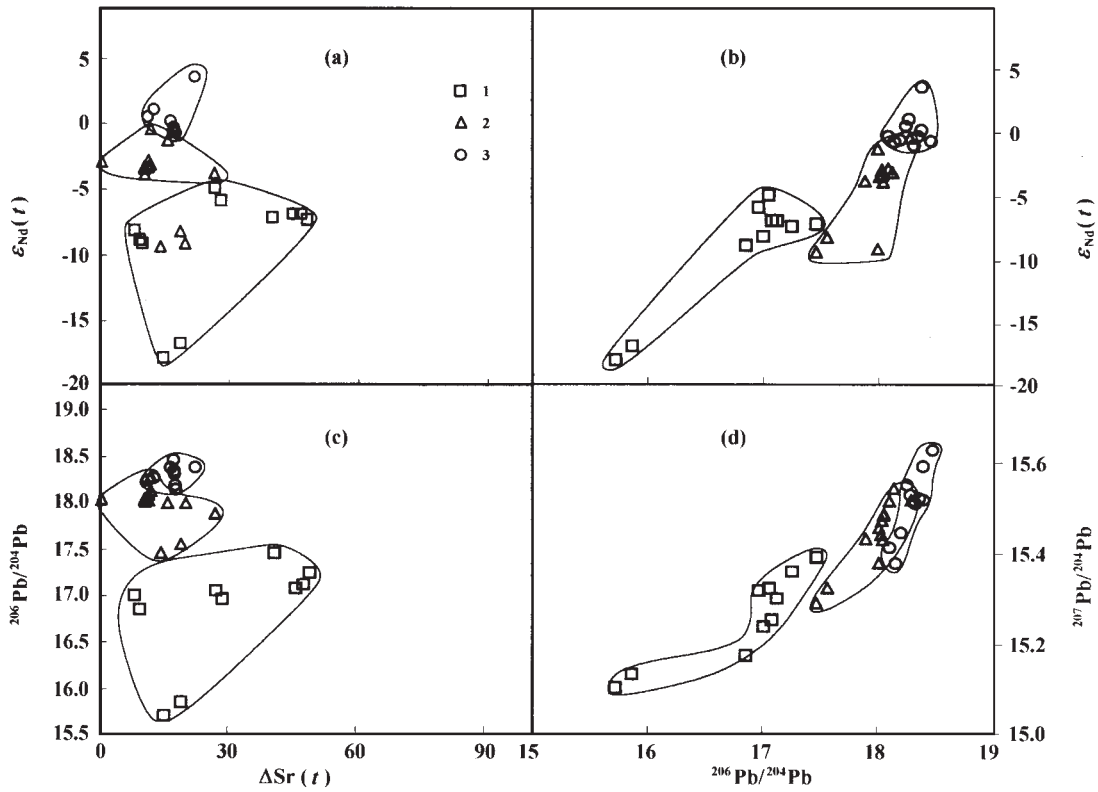 (a)
(b)
1
2
3
5
0
-5
-10
-15
-20
εNd(t)
5
0
-5
-10
-15
-20
εNd(t)
(c)
(d)
19.0
18.5
18.0
17.5
17.0
16.5
16.0
15.5
²⁰⁶Pb/²⁰⁴Pb
15.6
15.4
15.2
15.0
²⁰⁷Pb/²⁰⁴Pb
0 30 60 90 15 16 17 18 19
ΔSr(t)
²⁰⁶Pb/²⁰⁴Pb